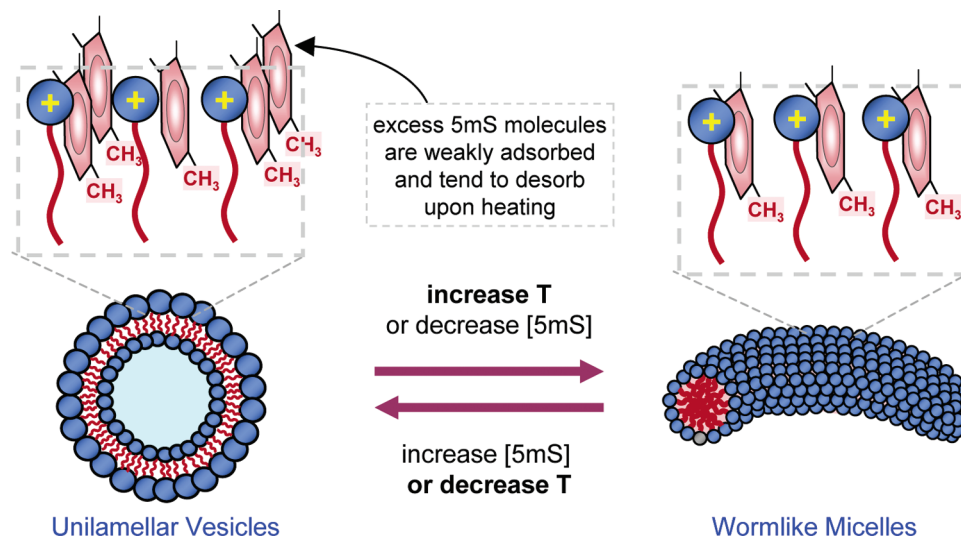 +
+
+
CH₃
CH₃
CH₃
CH₃
CH₃
excess 5mS molecules
are weakly adsorbed
and tend to desorb
upon heating
+
+
+
CH₃
CH₃
CH₃
increase T
or decrease [5mS]
increase [5mS]
or decrease T
Unilamellar Vesicles
Wormlike Micelles